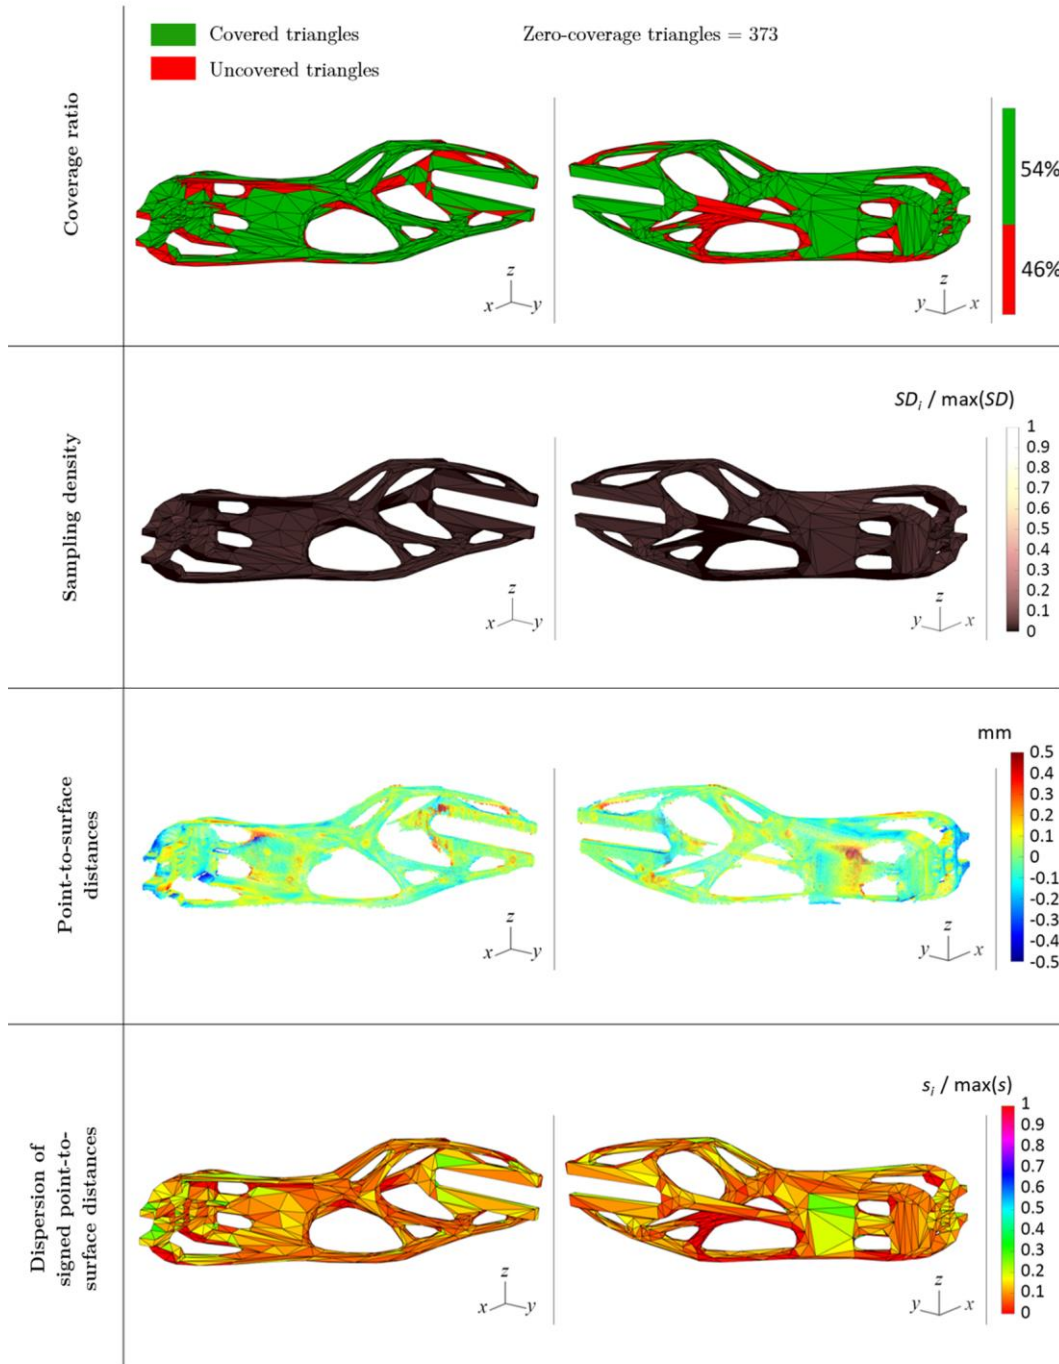 Covered triangles
Zero-coverage triangles = 373
Uncovered triangles
Coverage ratio
54%
46%
z
x
y
z
y
x
Sampling density
SD_i / max(SD)
1
0.9
0.8
0.7
0.6
0.5
0.4
0.3
0.2
0.1
0
z
x
y
z
y
x
Point-to-surface
distances
mm
0.5
0.4
0.3
0.2
0.1
0
-0.1
-0.2
-0.3
-0.4
-0.5
z
x
y
z
y
x
Dispersion of
signed point-to-
surface distances
s_i / max(s)
1
0.9
0.8
0.7
0.6
0.5
0.4
0.3
0.2
0.1
0
z
x
y
z
y
x